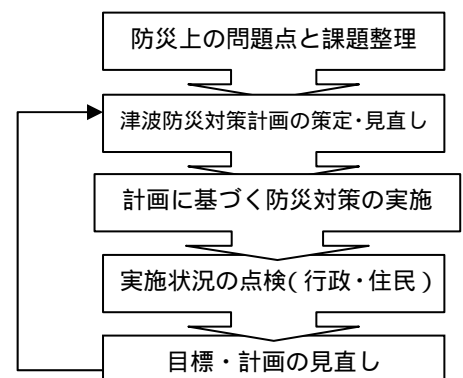 防災上の問題点と課題整理
津波防災対策計画の策定・見直し
計画に基づく防災対策の実施
実施状況の点検(行政・住民)
目標・計画の見直し